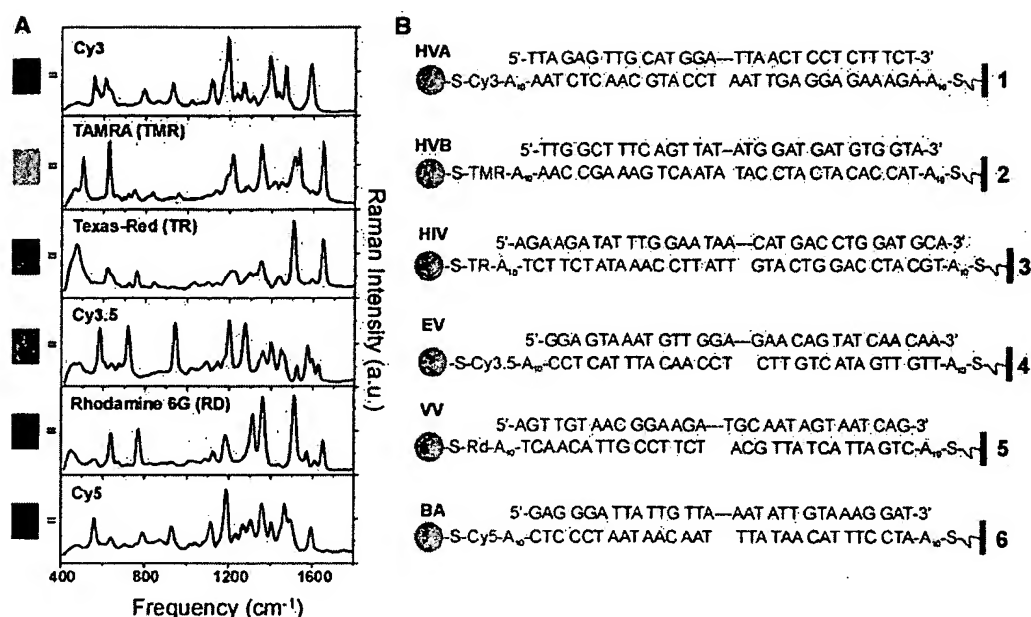 A
Cy3
TAMRA (TMR)
Texas-Red (TR)
Cy3.5
Rhodamine 6G (RD)
Cy5
400 800 1200 1600
Frequency (cm-1)
Raman Intensity (a.u.)
B
HVA
5'-TTA GAG TTG CAT GGA—TTA ACT CCT CTT TCT-3'
-S-Cy3-A10-AAT CTC AAC GTA CCT AAT TGA GGA GAA AGA-A10-S 1
HVB
5'-TTG GCT TTC AGT TAT-ATG GAT GAT GTG GTA-3'
-S-TMR-A10-AAC CGA AAG TCA ATA TAC CTA CTA CAC CAT-A10-S 2
HIV
5'-AGA AGA TAT TTG GAA TAA—CAT GAC CTG GAT GCA-3'
-S-TR-A10-TCT TCT ATA AAC CTT ATT GTA CTG GAC CTA CGT-A10-S 3
EV
5'-GGA GTA AAT GTT GGA—GAA CAG TAT CAA CAA-3'
-S-Cy3.5-A10-CCT CAT TTA CAA CCT CTT GTC ATA GTT GTT-A10-S 4
VV
5'-AGT TGT AAC GGA AGA—TGC AAT AGT AAT CAG-3'
-S-Rd-A10-TCA ACA TTG CCT TCT ACG TTA TCA TTA GTC-A10-S 5
BA
5'-GAG GGA TTA TTG TTA—AAT ATT GTA AAG GAT-3'
-S-Cy5-A10-CTC CCT AAT AAC AAT TTA TAA CAT TTC CTA-A10-S 6